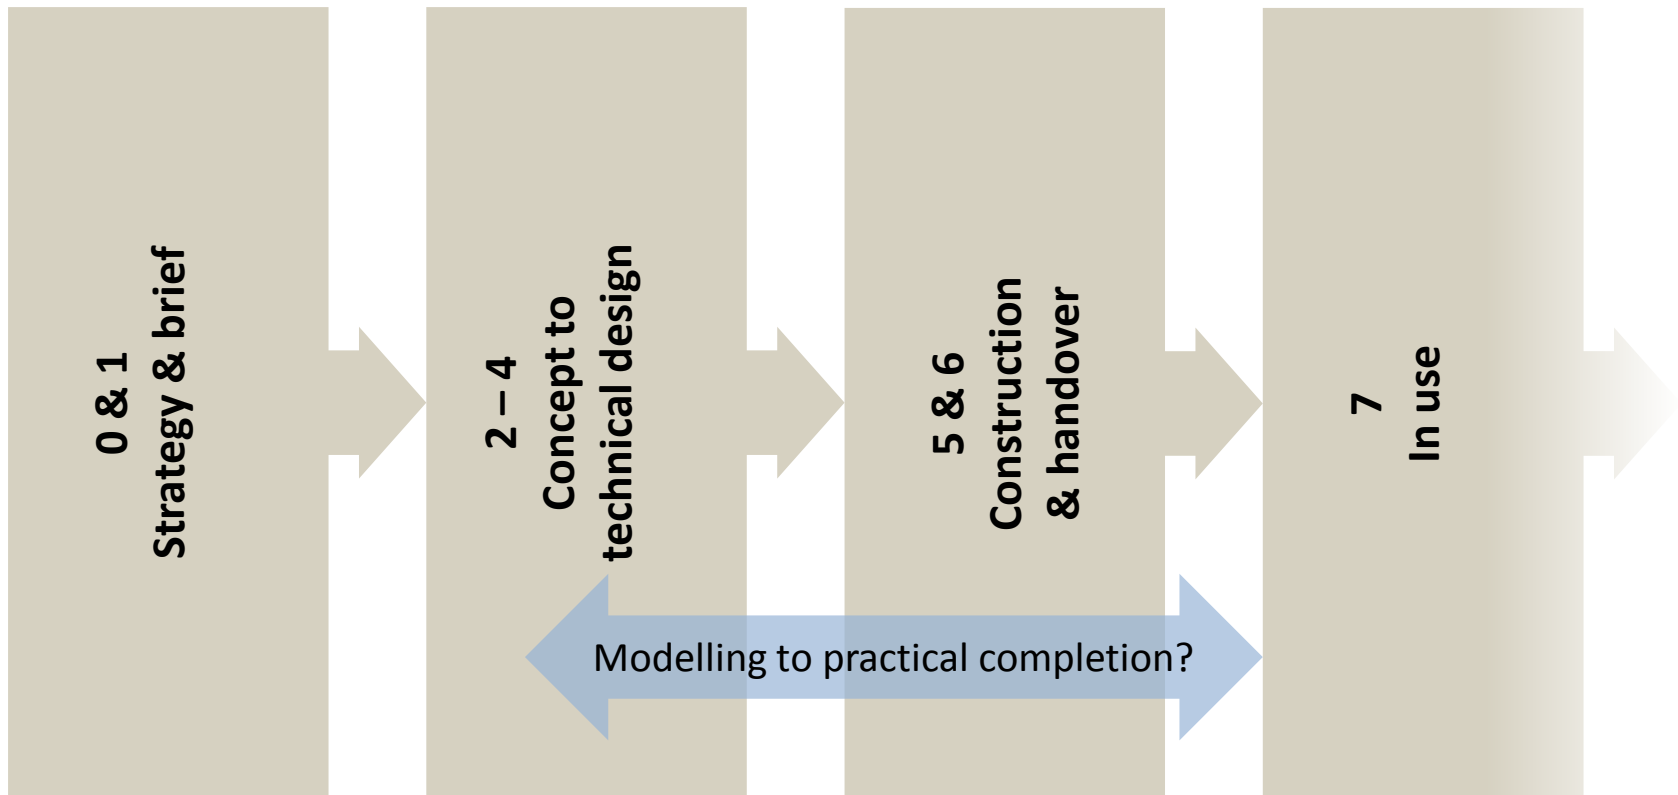 0 & 1
Strategy & brief
2 – 4
Concept to
technical design
5 & 6
Construction
& handover
7
In use
Modelling to practical completion?